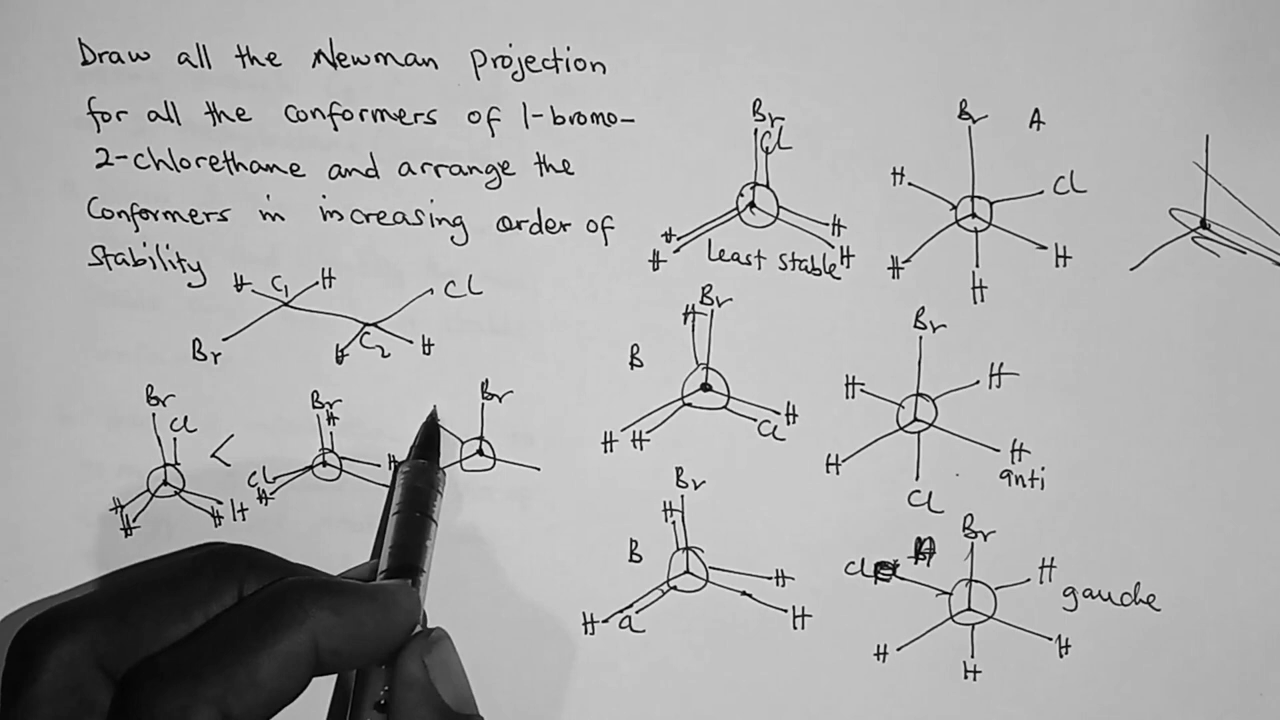 Draw all the Newman Projection
for all the conformers of 1-bromo-
2-chlorethane and arrange the
Conformers in increasing order of
Stability
H C1 H
Cl
Br
H C2 H
Br
Cl
H H
H H
<
Br
H
Cl
H
H
Br
Br
Cl
H H
H H
Least stable
Br A
H Cl
H H
H
Br
H
B
H H
Cl H
Br
H H
H H
Cl
anti
Br
H
B
H Cl
H
H
Br
Cl H
H H
H
gauche